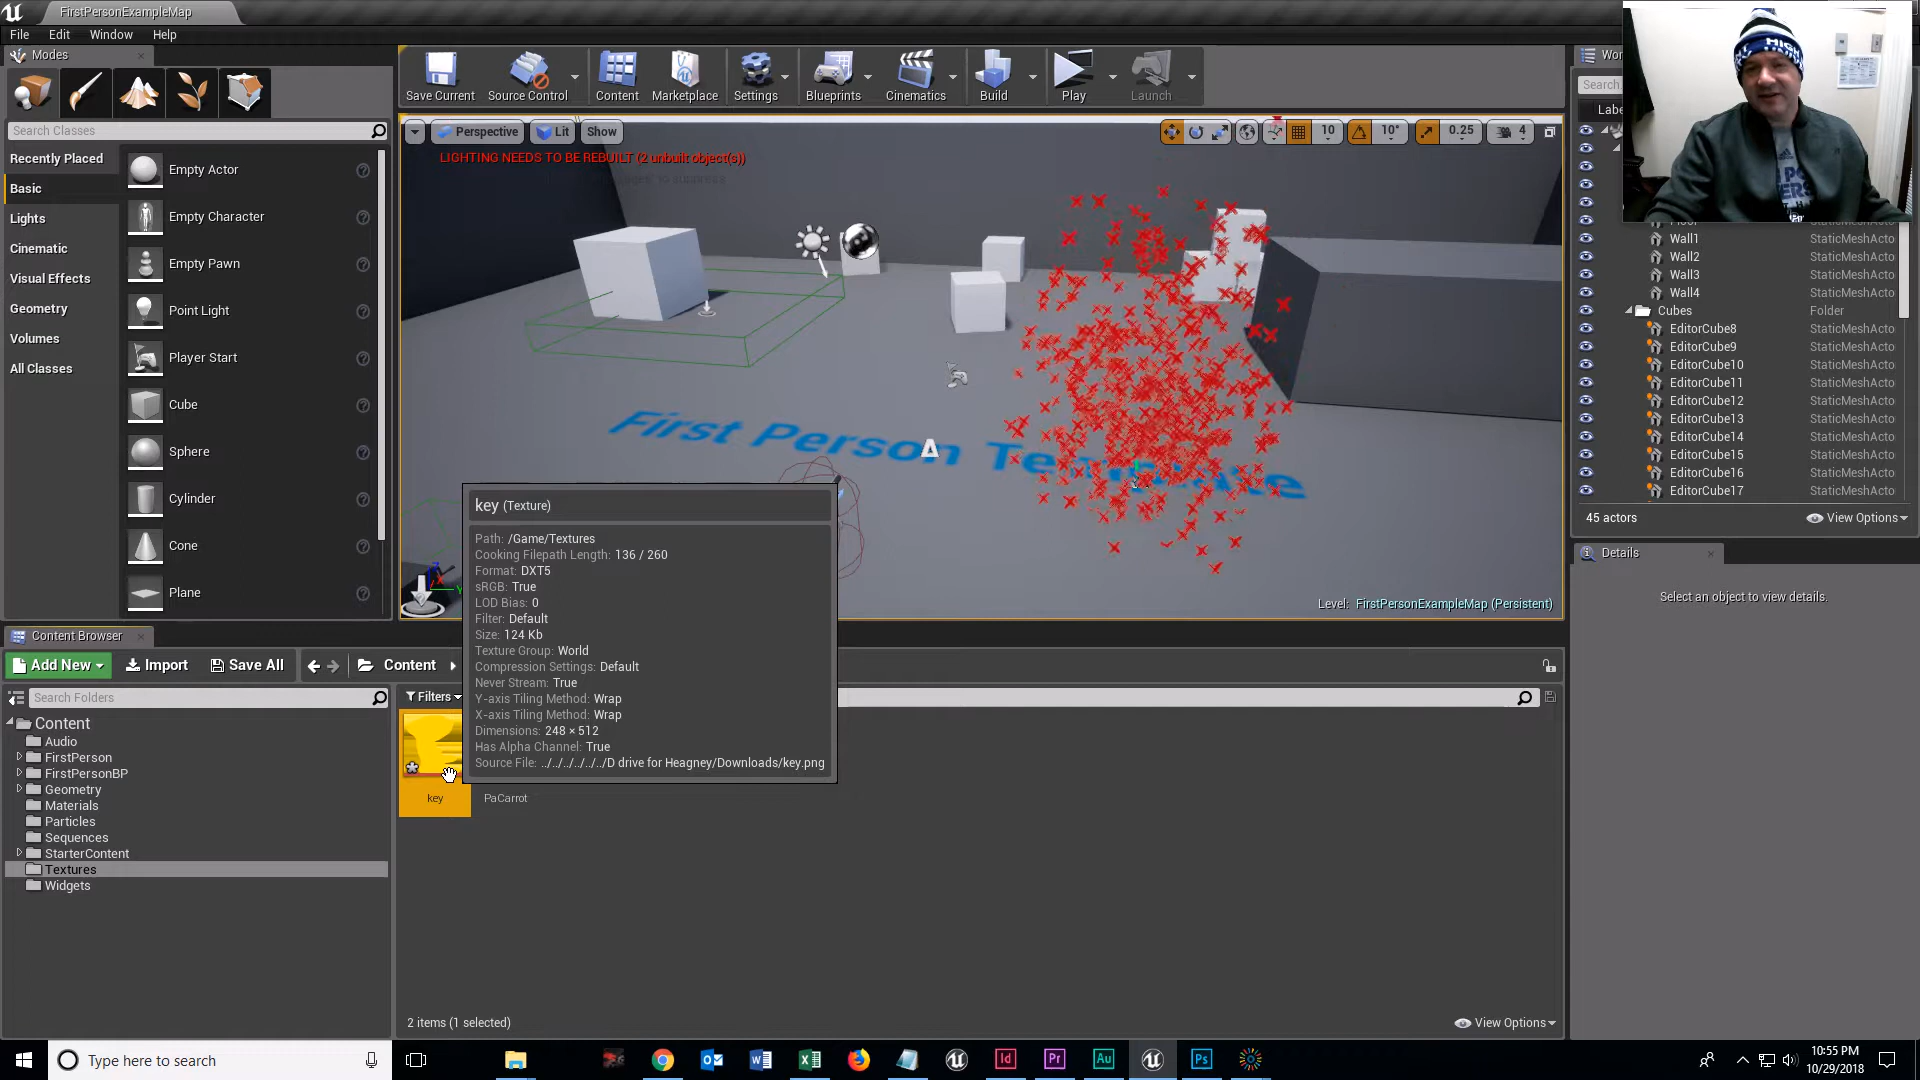 FirstPersonExampleMap
File Edit Window Help
Modes
Search Classes
Recently Placed
Basic
Lights
Cinematic
Visual Effects
Geometry
Volumes
All Classes
Empty Actor
Empty Character
Empty Pawn
Point Light
Player Start
Cube
Sphere
Cylinder
Cone
Plane
Save Current
Source Control
Content
Marketplace
Settings
Blueprints
Cinematics
Build
Play
Launch
Perspective Lit Show
10 10° 0.25 4
LIGHTING NEEDS TO BE REBUILT (2 unbuilt object(s))
First Person Template
Level: FirstPersonExampleMap (Persistent)
key (Texture)
Path: /Game/Textures
Cooking Filepath Length: 136 / 260
Format: DXT5
sRGB: True
LOD Bias: 0
Filter: Default
Size: 124 Kb
Texture Group: World
Compression Settings: Default
Never Stream: True
Y-axis Tiling Method: Wrap
X-axis Tiling Method: Wrap
Dimensions: 248 × 512
Has Alpha Channel: True
Source File: ../../../../../../D drive for Heagney/Downloads/key.png
Search
Wall1 StaticMeshActo
Wall2 StaticMeshActo
Wall3 StaticMeshActo
Wall4 StaticMeshActo
Cubes Folder
EditorCube8 StaticMeshActo
EditorCube9 StaticMeshActo
EditorCube10 StaticMeshActo
EditorCube11 StaticMeshActo
EditorCube12 StaticMeshActo
EditorCube13 StaticMeshActo
EditorCube14 StaticMeshActo
EditorCube15 StaticMeshActo
EditorCube16 StaticMeshActo
EditorCube17 StaticMeshActo
45 actors View Options
Details
Select an object to view details.
Content Browser
Add New Import Save All Content
Search Folders
Filters
Content
Audio
FirstPerson
FirstPersonBP
Geometry
Materials
Particles
Sequences
StarterContent
Textures
Widgets
key
PaCarrot
2 items (1 selected)
View Options
Type here to search
10:55 PM
10/29/2018